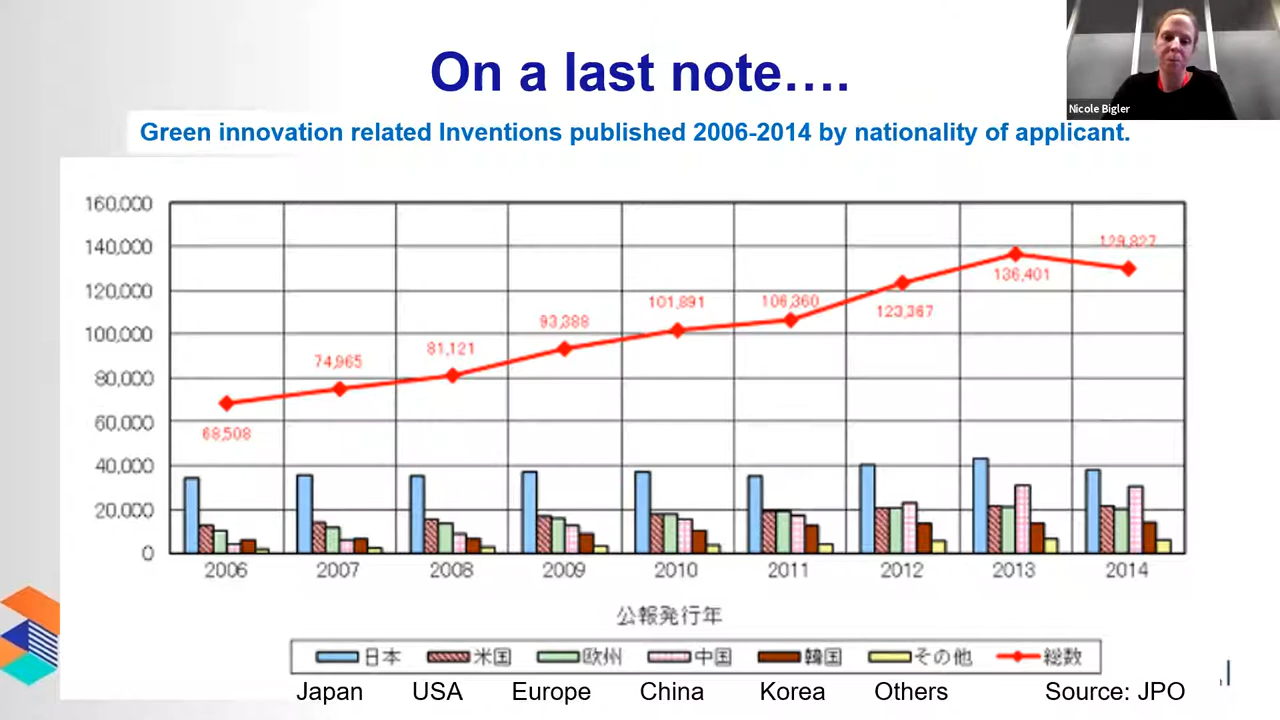 On a last note….
Nicole Bigler
Green innovation related Inventions published 2006-2014 by nationality of applicant.
160,000
140,000
120,000
100,000
80,000
60,000
40,000
20,000
0
68,508
74,965
81,121
93,388
101,891
106,360
123,367
136,401
129,827
2006 2007 2008 2009 2010 2011 2012 2013 2014
公報発行年
日本 米国 欧州 中国 韓国 その他 総数
Japan USA Europe China Korea Others Source: JPO